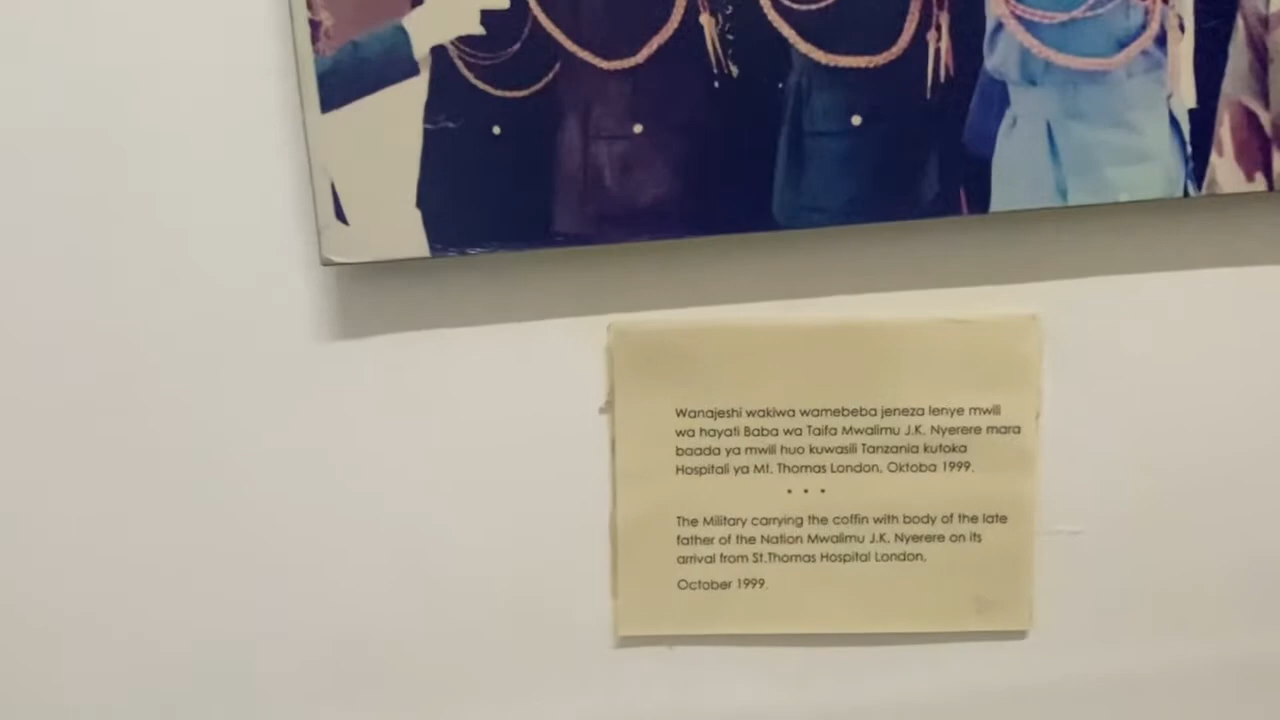 Wanajeshi wakiwa wamebeba jeneza lenye mwili
wa hayati Baba wa Taifa Mwalimu J.K. Nyerere mara
baada ya mwili huo kuwasili Tanzania kutoka
Hospitali ya Mt. Thomas London, Oktoba 1999.
• • •
The Military carrying the coffin with body of the late
father of the Nation Mwalimu J.K. Nyerere on its
arrival from St.Thomas Hospital London,
October 1999.